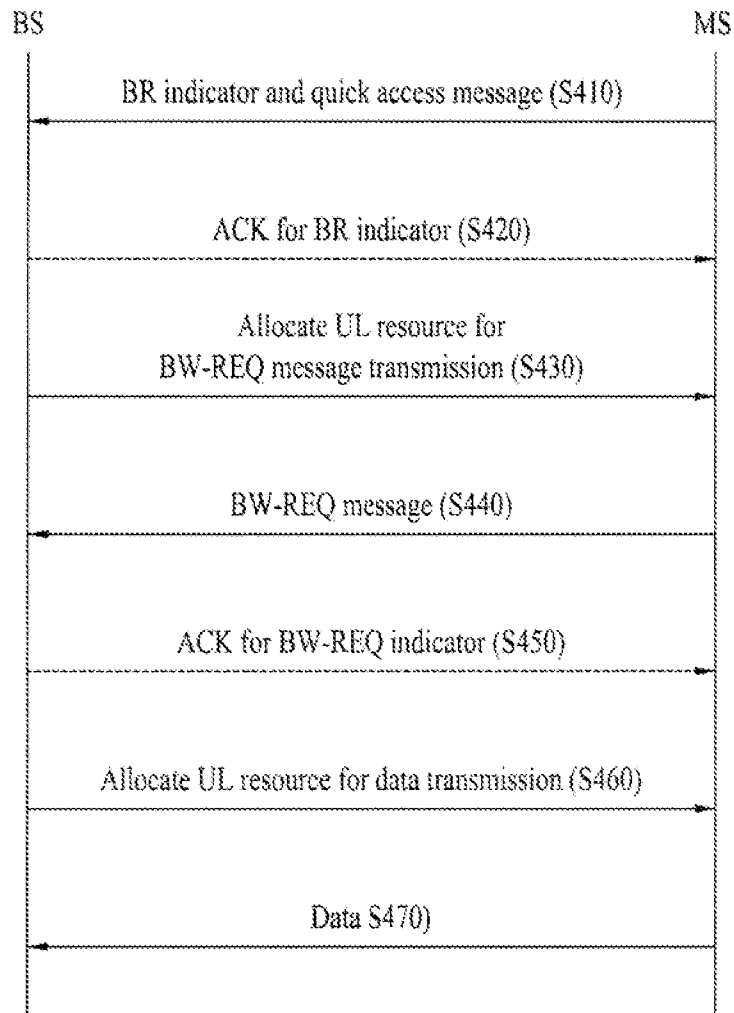 BS
MS
BR indicator and quick access message (S410)
ACK for BR indicator (S420)
Allocate UL resource for
BW-REQ message transmission (S430)
BW-REQ message (S440)
ACK for BW-REQ indicator (S450)
Allocate UL resource for data transmission (S460)
Data S470)